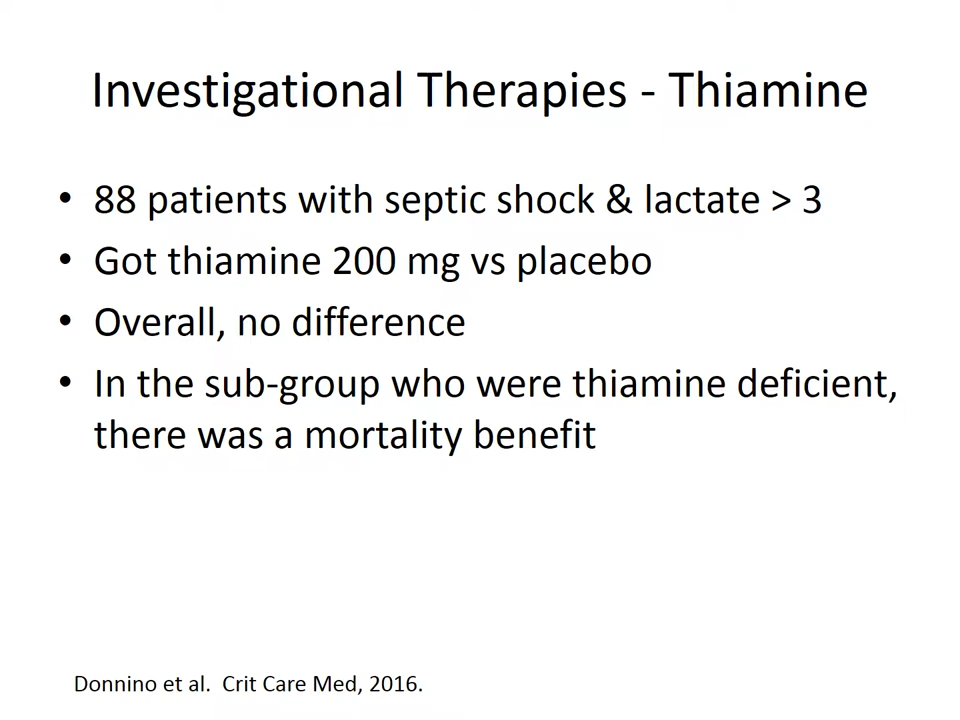 Investigational Therapies - Thiamine
• 88 patients with septic shock & lactate > 3
• Got thiamine 200 mg vs placebo
• Overall, no difference
• In the sub-group who were thiamine deficient,
there was a mortality benefit
Donnino et al.  Crit Care Med, 2016.